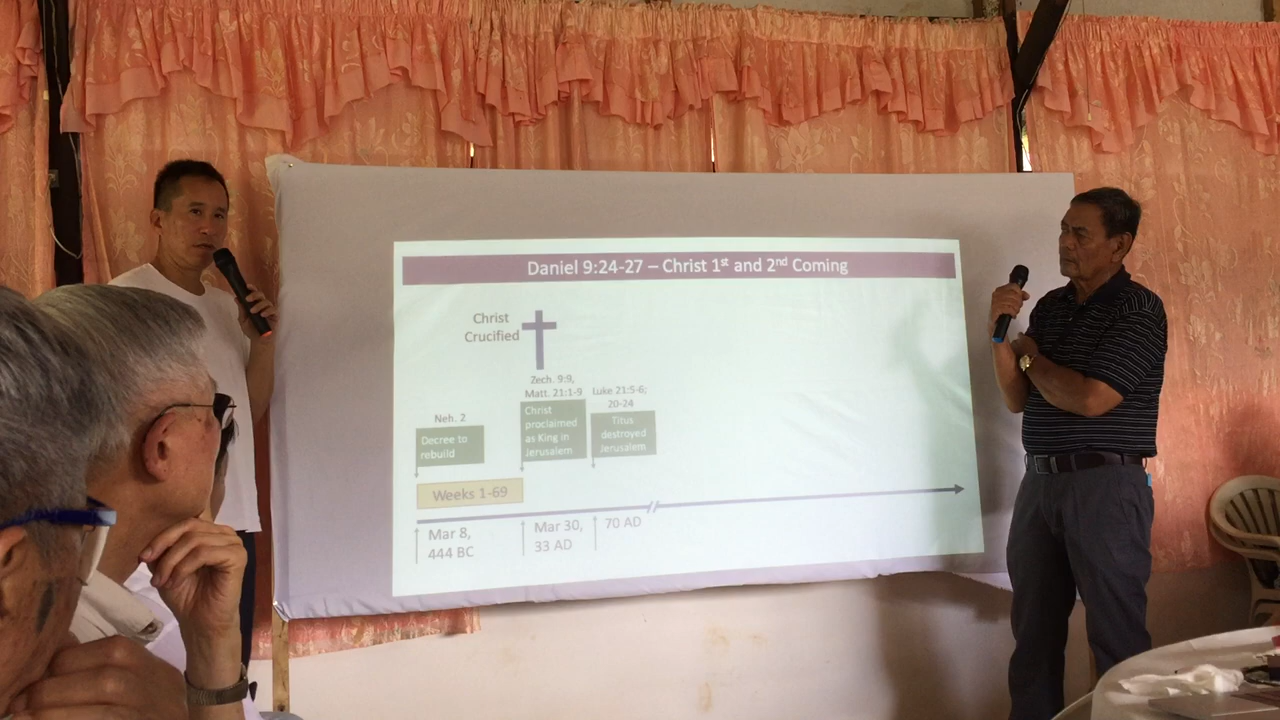 Daniel 9:24-27 – Christ 1st and 2nd Coming
Christ
Crucified
Zech. 9:9,
Matt. 21:1-9
Luke 21:5-6;
20-24
Neh. 2
Decree to
rebuild
Christ
proclaimed
as King in
Jerusalem
Titus
destroyed
Jerusalem
Weeks 1-69
Mar 8,
444 BC
Mar 30,
33 AD
70 AD